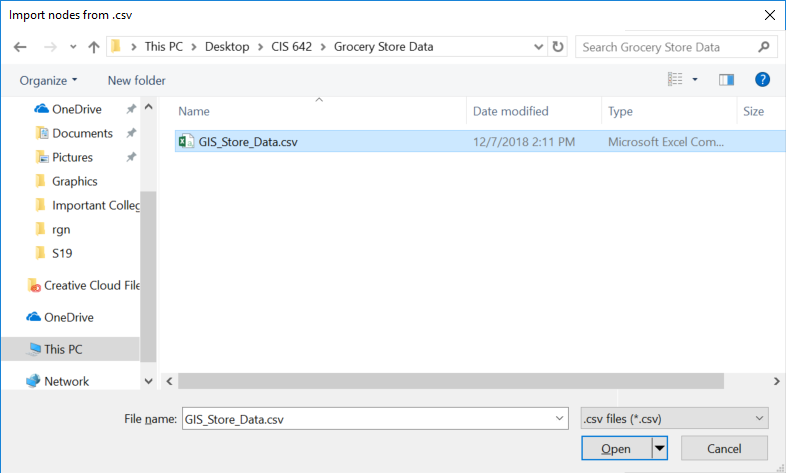 Import nodes from .csv
This PC > Desktop > CIS 642 > Grocery Store Data
Search Grocery Store Data
Organize
New folder
OneDrive
Documents
Pictures
Graphics
Important Colleg
rgn
S19
Creative Cloud File
OneDrive
This PC
Network
Name Date modified Type Size
GIS_Store_Data.csv 12/7/2018 2:11 PM Microsoft Excel Com...
File name: GIS_Store_Data.csv
.csv files (*.csv)
Open
Cancel